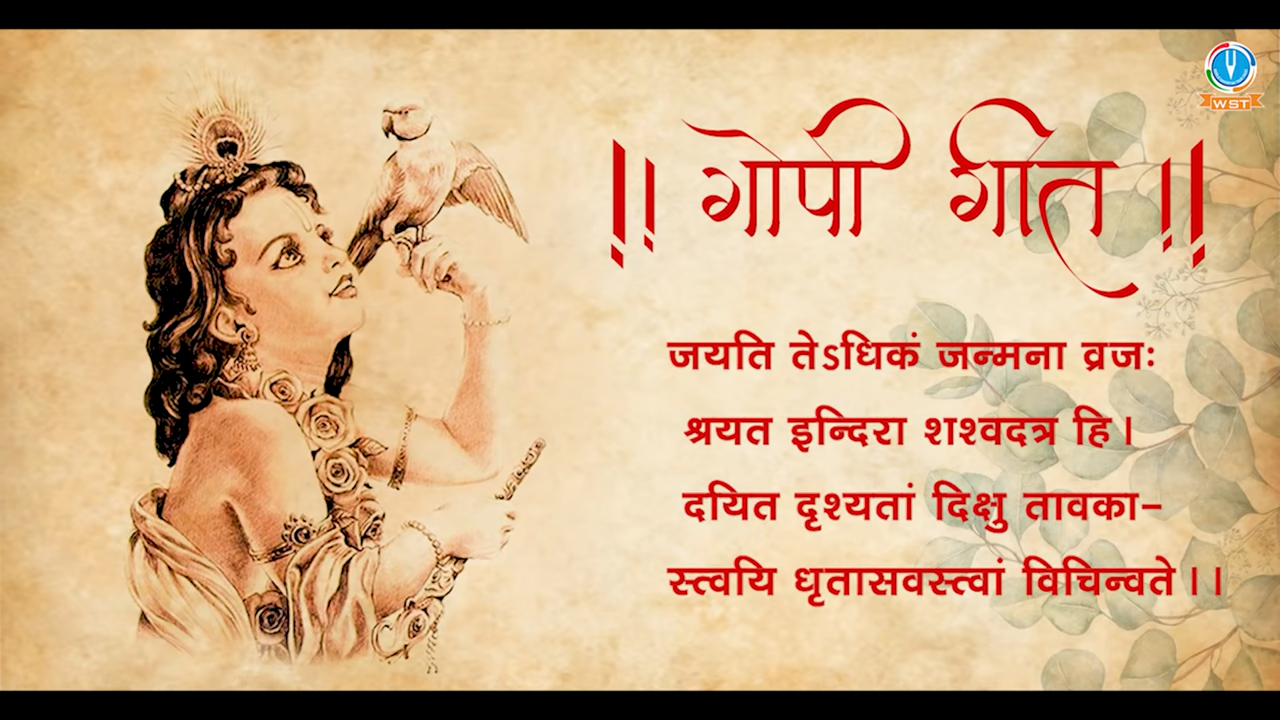 WST
|| गोपी गीत ||
जयति तेऽधिकं जन्मना व्रजः
श्रयत इन्दिरा शश्वदत्र हि।
दयित दृश्यतां दिक्षु तावका-
स्त्वयि धृतासवस्त्वां विचिन्वते।।